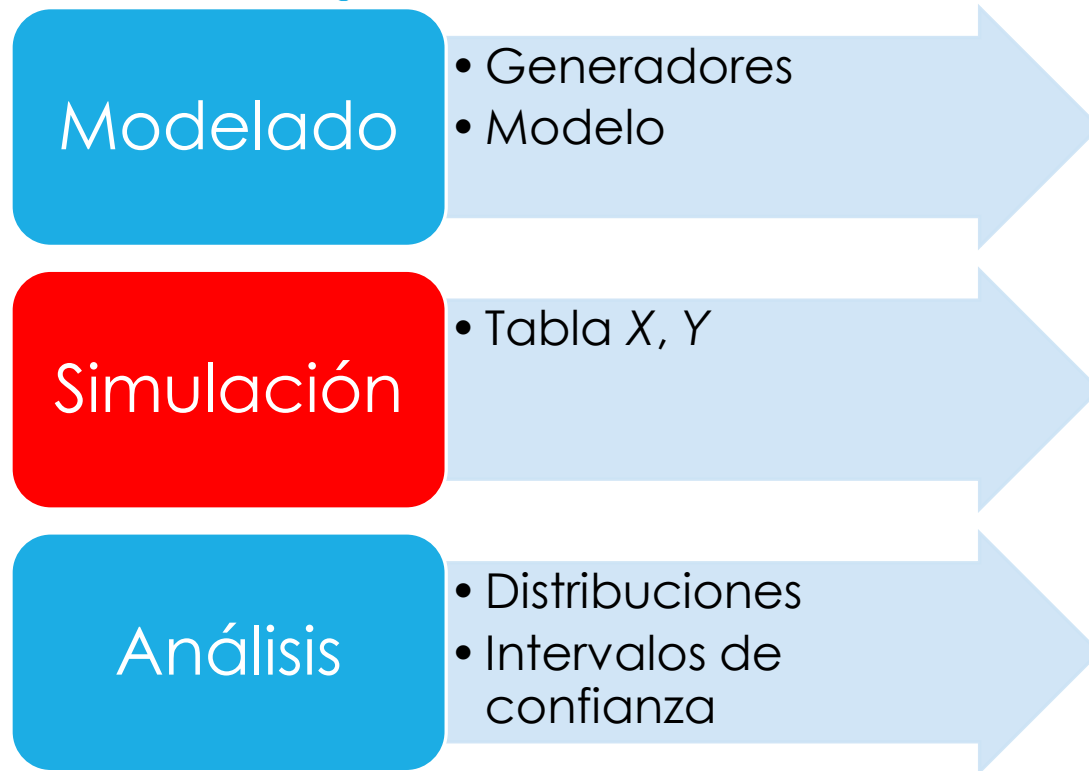 Modelado
• Generadores
• Modelo
Simulación
• Tabla X, Y
Análisis
• Distribuciones
• Intervalos de
confianza